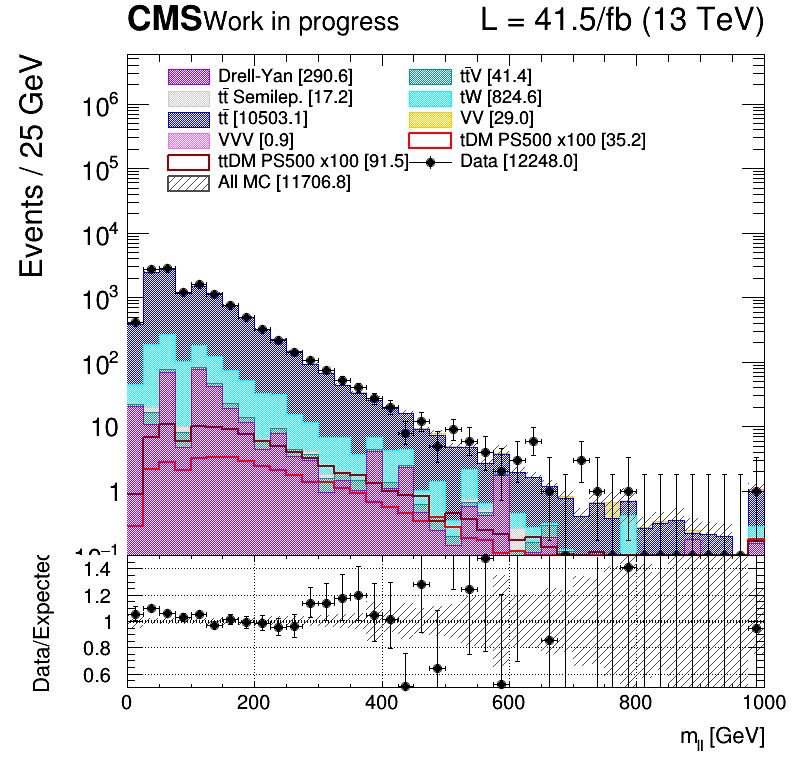 CMS Work in progress L = 41.5/fb (13 TeV)
Events / 25 GeV
Drell-Yan [290.6]
tt̄V [41.4]
tt̄ Semilep. [17.2]
tW [824.6]
tt̄ [10503.1]
VV [29.0]
VVV [0.9]
tDM PS500 x100 [35.2]
ttDM PS500 x100 [91.5]
Data [12248.0]
All MC [11706.8]
10⁶
10⁵
10⁴
10³
10²
10
1
10⁻¹
Data/Expected
1.4
1.2
1
0.8
0.6
0 200 400 600 800 1000
m_ll [GeV]